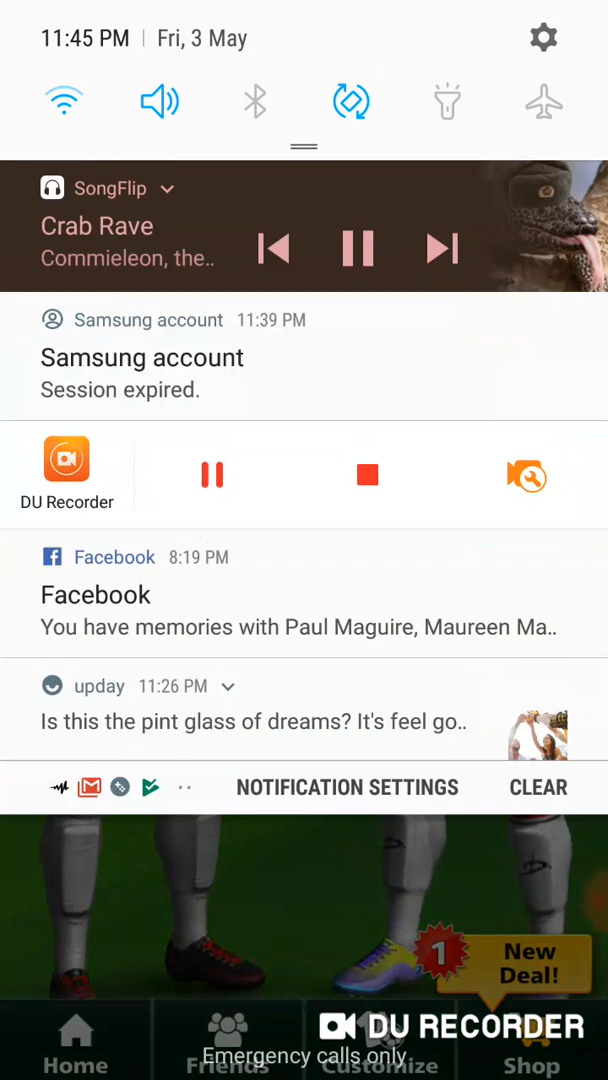 11:45 PM | Fri, 3 May
SongFlip
Crab Rave
Commieleon, the..
Samsung account 11:39 PM
Samsung account
Session expired.
DU Recorder
Facebook 8:19 PM
Facebook
You have memories with Paul Maguire, Maureen Ma..
upday 11:26 PM
Is this the pint glass of dreams? It's feel go..
NOTIFICATION SETTINGS CLEAR
1 New
Deal!
DU RECORDER
Home Friends Customize Shop
Emergency calls only